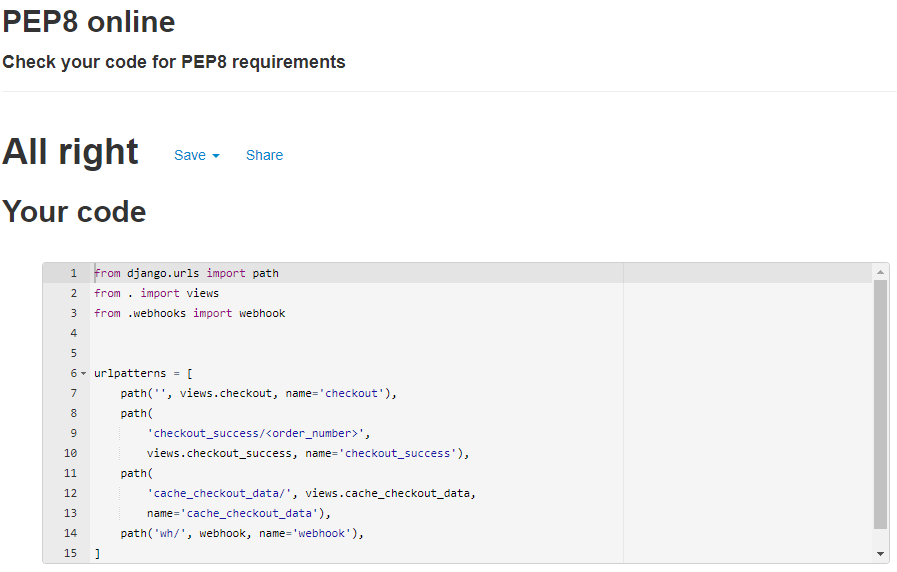 PEP8 online
Check your code for PEP8 requirements
All right Save Share
Your code
1 from django.urls import path
2 from . import views
3 from .webhooks import webhook
4
5
6 urlpatterns = [
7 path('', views.checkout, name='checkout'),
8 path(
9 'checkout_success/<order_number>',
10 views.checkout_success, name='checkout_success'),
11 path(
12 'cache_checkout_data/', views.cache_checkout_data,
13 name='cache_checkout_data'),
14 path('wh/', webhook, name='webhook'),
15 ]